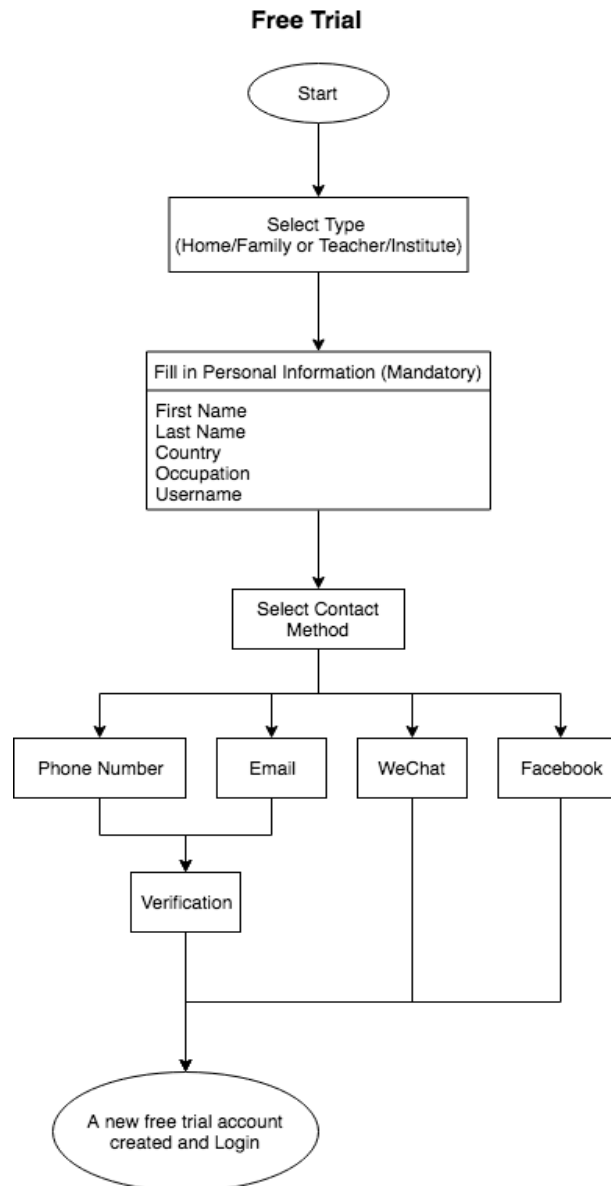 Free Trial
Start
Select Type
(Home/Family or Teacher/Institute)
Fill in Personal Information (Mandatory)
First Name
Last Name
Country
Occupation
Username
Select Contact
Method
Phone Number
Email
WeChat
Facebook
Verification
A new free trial account
created and Login